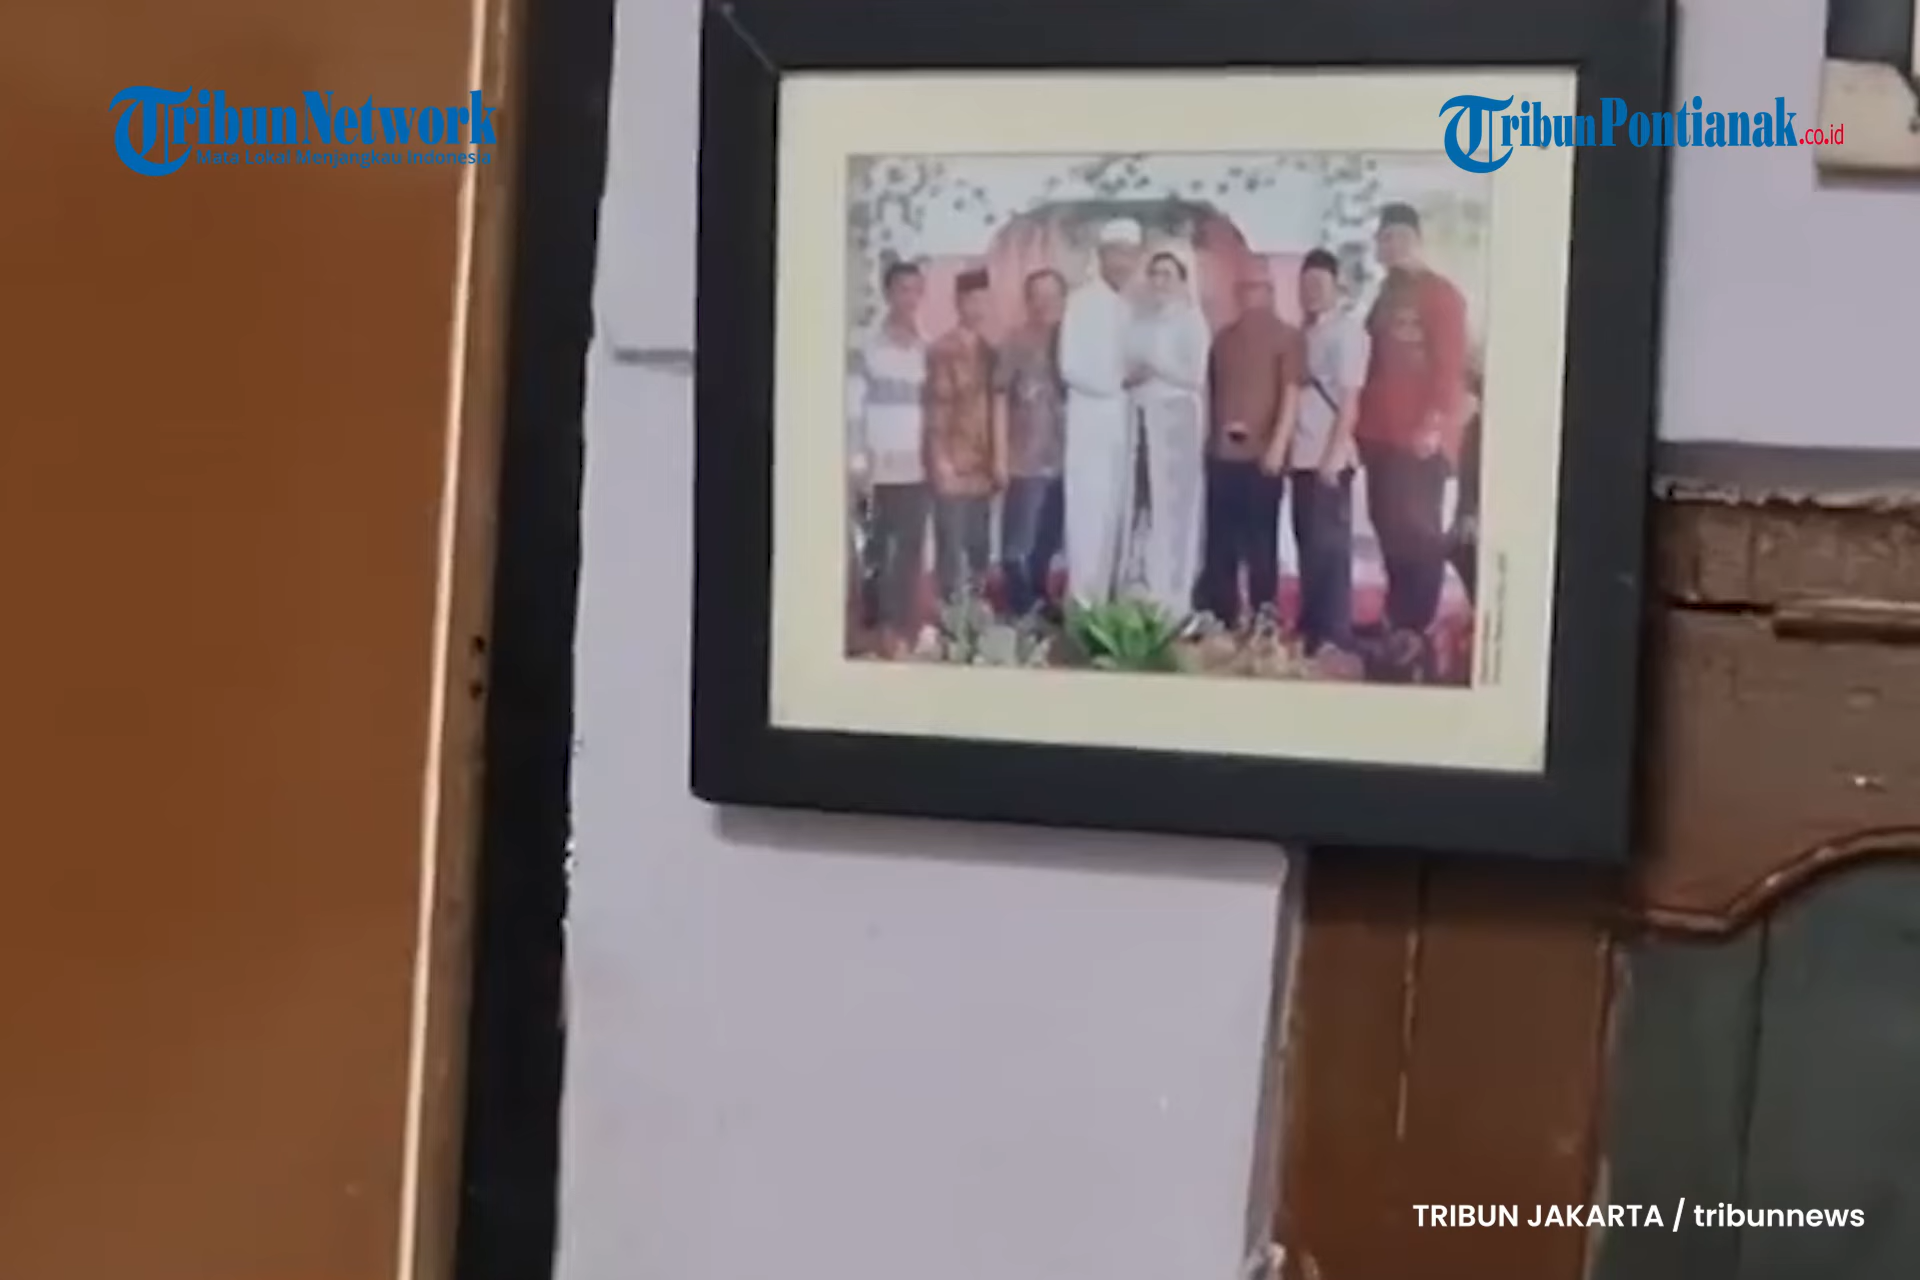 TribunNetwork
Mata Lokal Menjangkau Indonesia
TribunPontianak.co.id
TRIBUN JAKARTA / tribunnews